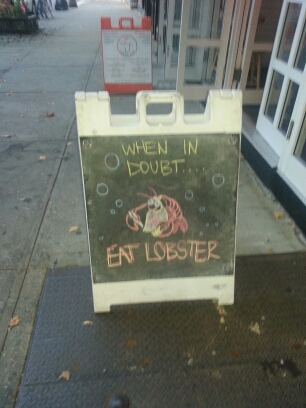 WHEN IN
DOUBT....
EAT LOBSTER